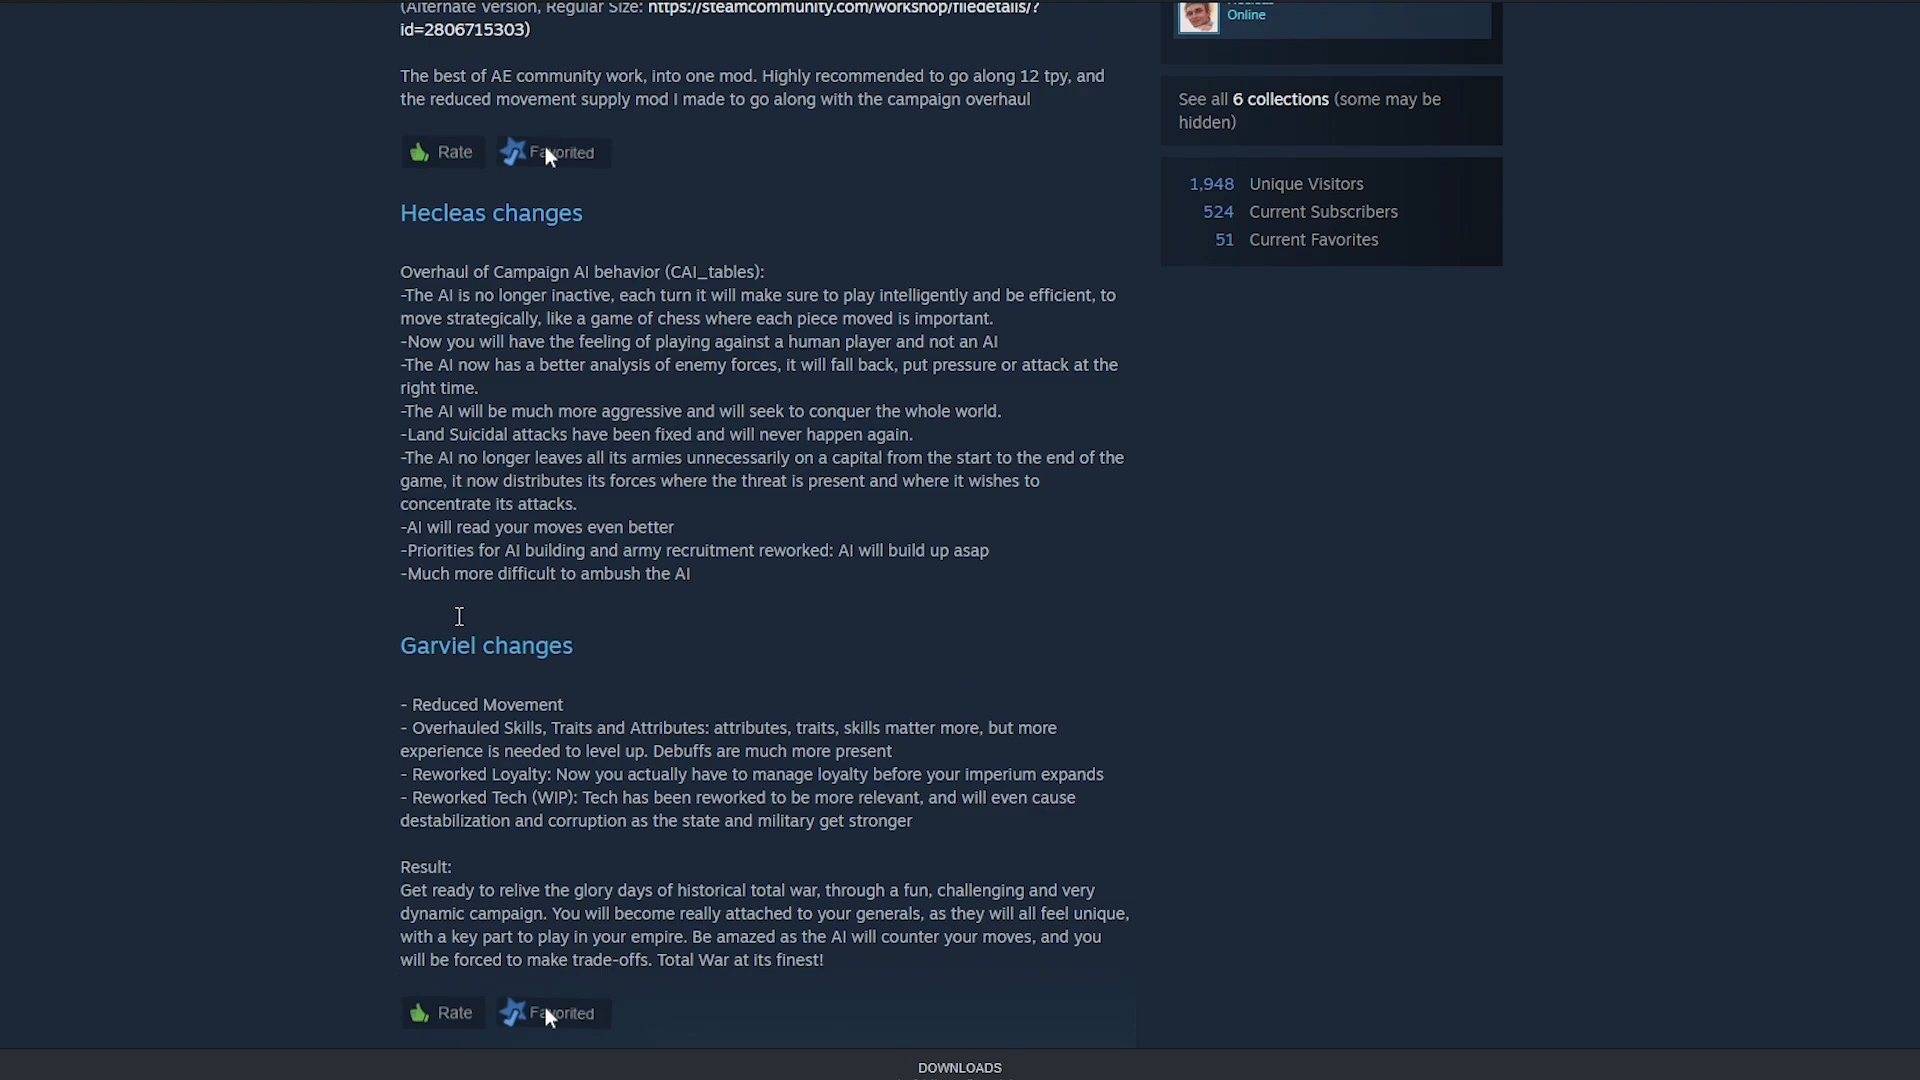 (Alternate Version, Regular Size: https://steamcommunity.com/workshop/filedetails/?
id=2806715303)
The best of AE community work, into one mod. Highly recommended to go along 12 tpy, and
the reduced movement supply mod I made to go along with the campaign overhaul
Rate Favorited
Hecleas changes
Overhaul of Campaign AI behavior (CAI_tables):
-The AI is no longer inactive, each turn it will make sure to play intelligently and be efficient, to
move strategically, like a game of chess where each piece moved is important.
-Now you will have the feeling of playing against a human player and not an AI
-The AI now has a better analysis of enemy forces, it will fall back, put pressure or attack at the
right time.
-The AI will be much more aggressive and will seek to conquer the whole world.
-Land Suicidal attacks have been fixed and will never happen again.
-The AI no longer leaves all its armies unnecessarily on a capital from the start to the end of the
game, it now distributes its forces where the threat is present and where it wishes to
concentrate its attacks.
-AI will read your moves even better
-Priorities for AI building and army recruitment reworked: AI will build up asap
-Much more difficult to ambush the AI
Garviel changes
- Reduced Movement
- Overhauled Skills, Traits and Attributes: attributes, traits, skills matter more, but more
experience is needed to level up. Debuffs are much more present
- Reworked Loyalty: Now you actually have to manage loyalty before your imperium expands
- Reworked Tech (WIP): Tech has been reworked to be more relevant, and will even cause
destabilization and corruption as the state and military get stronger
Result:
Get ready to relive the glory days of historical total war, through a fun, challenging and very
dynamic campaign. You will become really attached to your generals, as they will all feel unique,
with a key part to play in your empire. Be amazed as the AI will counter your moves, and you
will be forced to make trade-offs. Total War at its finest!
Rate Favorited
Online
See all 6 collections (some may be
hidden)
1,948 Unique Visitors
524 Current Subscribers
51 Current Favorites
DOWNLOADS